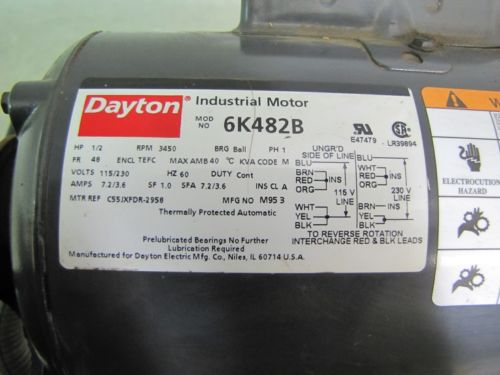 Dayton Industrial Motor
MOD NO 6K482B
E47479 LR39894
HP 1/2 RPM 3450 BRG Ball PH 1
FR 48 ENCL TEFC MAX AMB 40 °C KVA CODE M
VOLTS 115/230 HZ 60 DUTY Cont
AMPS 7.2/3.6 SF 1.0 SFA 7.2/3.6 INS CL A
MTR REF C55JXFDR-2958 MFG NO M95 3
Thermally Protected Automatic
Prelubricated Bearings No Further
Lubrication Required
Manufactured for Dayton Electric Mfg. Co., Niles, IL 60714 U.S.A.
UNGR'D
SIDE OF LINE
BLU BLU
BRN WHT
RED INS RED INS
ORG ORG
115 V LINE 230 V LINE
WHT BRN
YEL YEL
BLK BLK
TO REVERSE ROTATION
INTERCHANGE RED & BLK LEADS
ELECTROCUTION
HAZARD